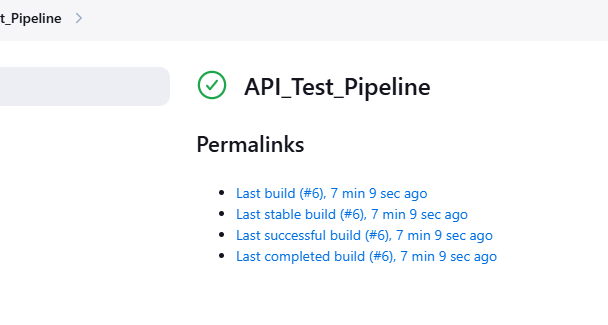 t_Pipeline
API_Test_Pipeline
Permalinks
Last build (#6), 7 min 9 sec ago
Last stable build (#6), 7 min 9 sec ago
Last successful build (#6), 7 min 9 sec ago
Last completed build (#6), 7 min 9 sec ago